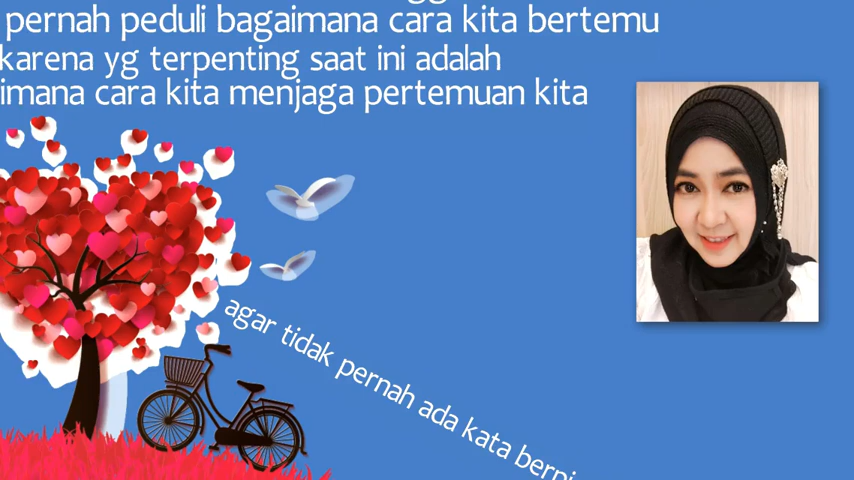 pernah peduli bagaimana cara kita bertemu
karena yg terpenting saat ini adalah
imana cara kita menjaga pertemuan kita
agar tidak pernah ada kata berpi